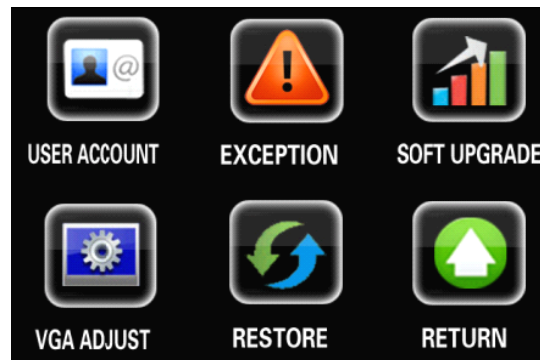 @
USER ACCOUNT
EXCEPTION
SOFT UPGRADE
VGA ADJUST
RESTORE
RETURN